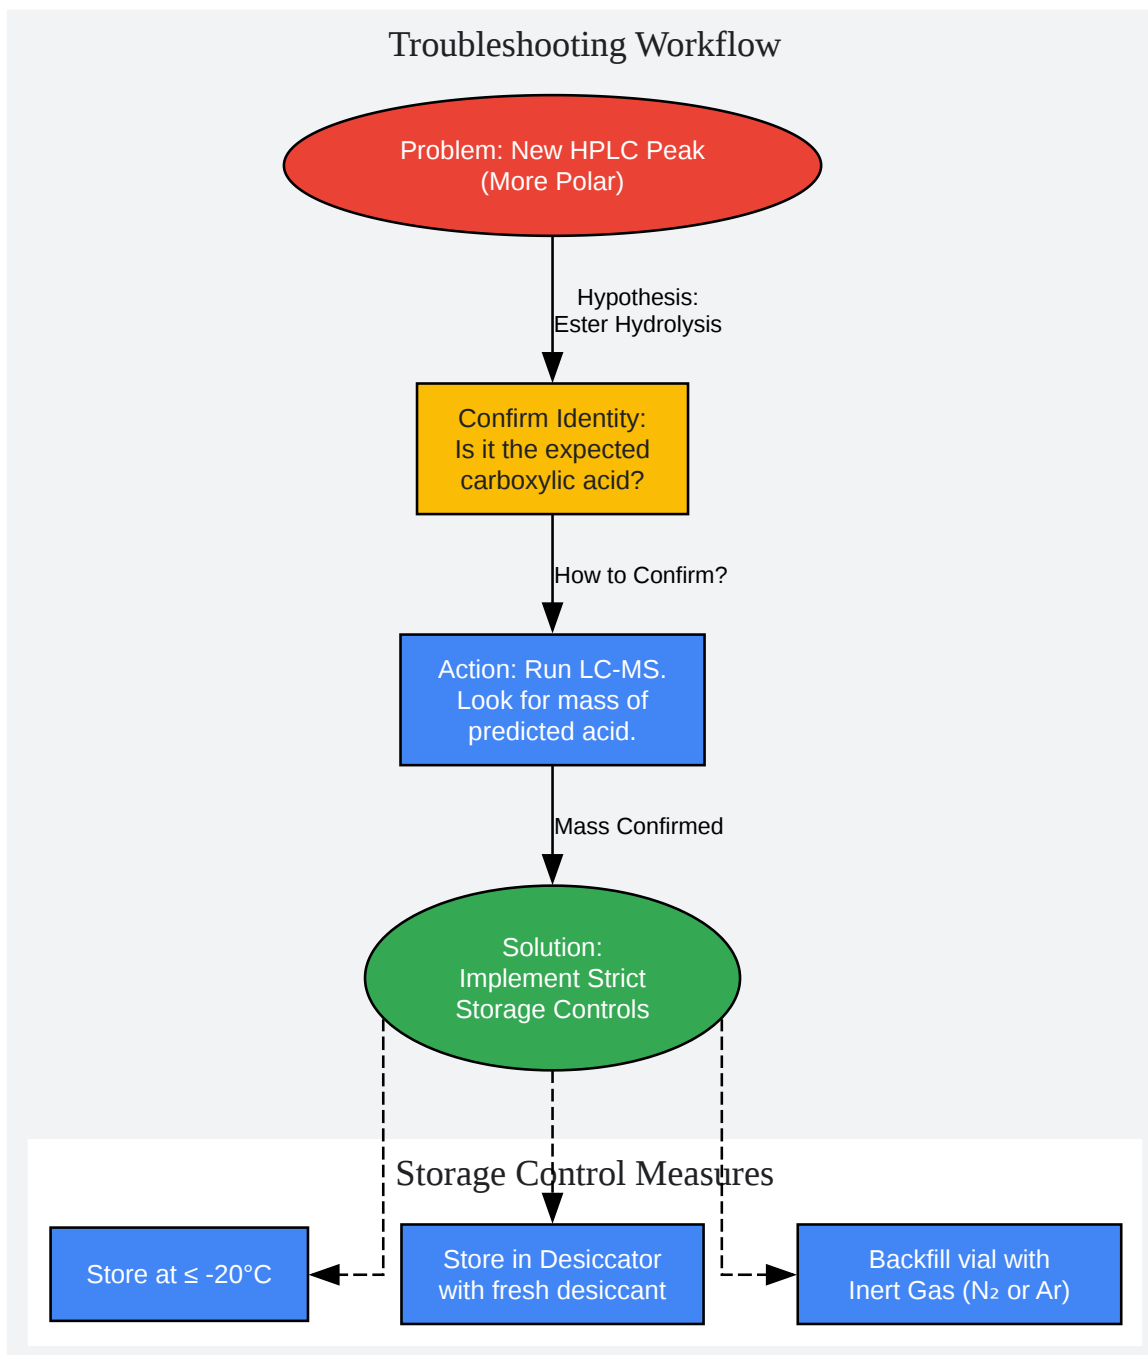 Troubleshooting Workflow
Problem: New HPLC Peak
(More Polar)
Hypothesis:
Ester Hydrolysis
Confirm Identity:
Is it the expected
carboxylic acid?
How to Confirm?
Action: Run LC-MS.
Look for mass of
predicted acid.
Mass Confirmed
Solution:
Implement Strict
Storage Controls
Storage Control Measures
Store at ≤ -20°C
Store in Desiccator
with fresh desiccant
Backfill vial with
Inert Gas (N₂ or Ar)